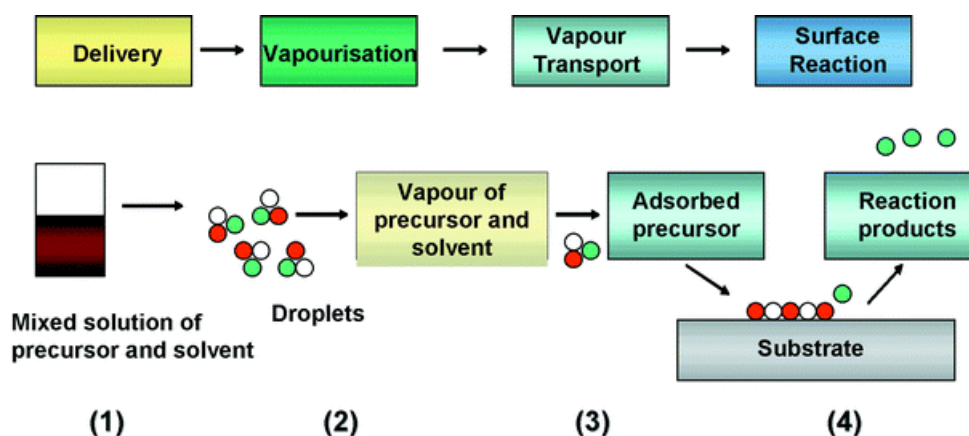 Delivery
Vapourisation
Vapour
Transport
Surface
Reaction
Vapour of
precursor and
solvent
Adsorbed
precursor
Reaction
products
Droplets
Mixed solution of
precursor and solvent
Substrate
(1)
(2)
(3)
(4)